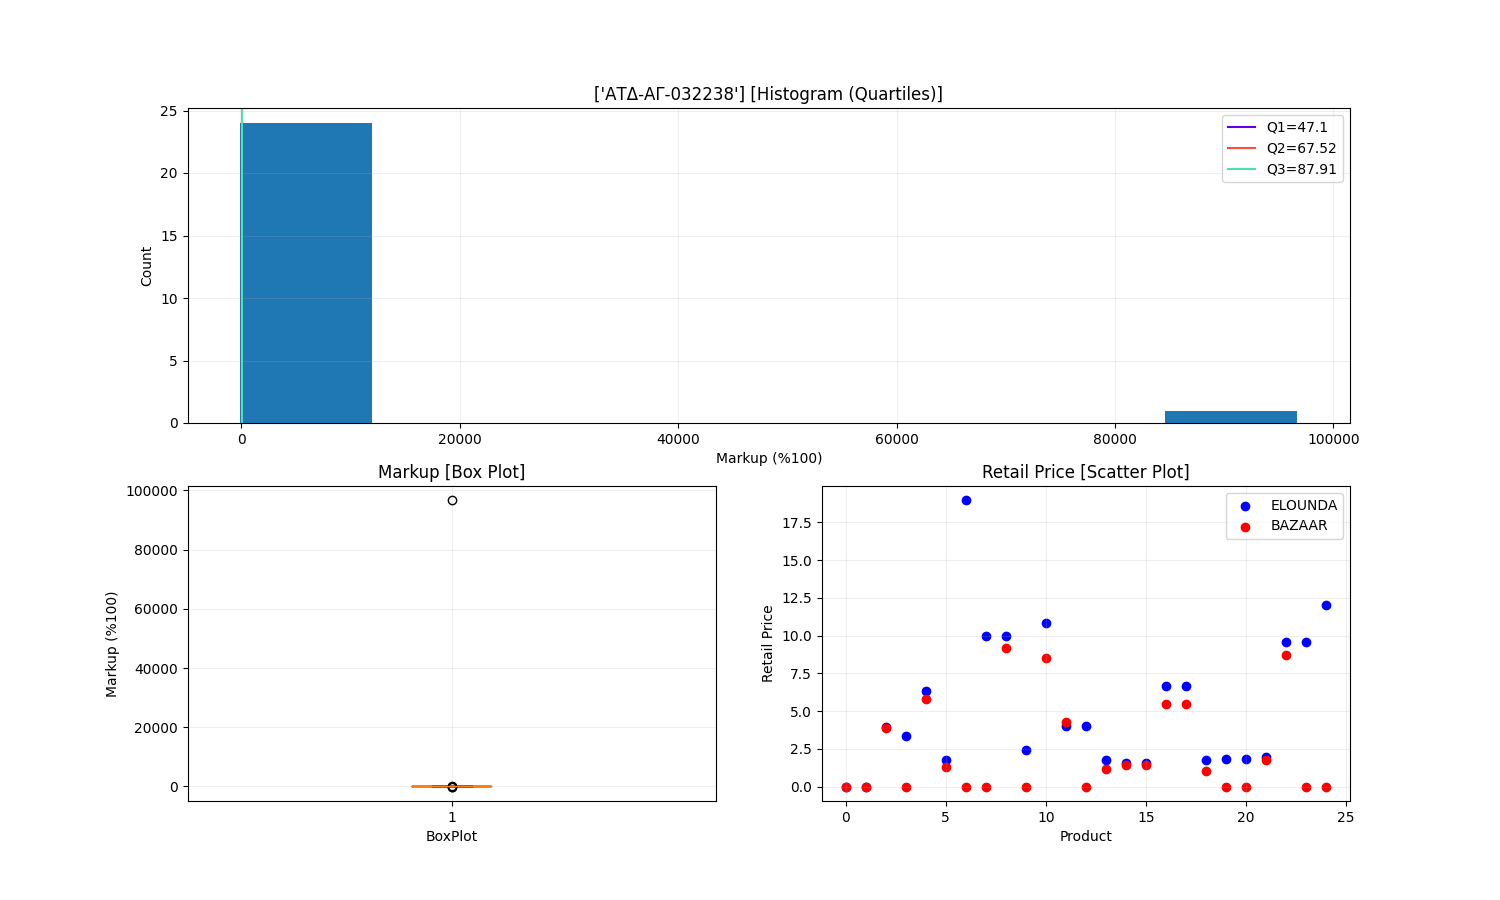 ['ΑΤΔ-ΑΓ-032238'] [Histogram (Quartiles)]
25
20
15
10
5
0
Count
Q1=47.1
Q2=67.52
Q3=87.91
0 20000 40000 60000 80000 100000
Markup (%100)
Markup [Box Plot]
100000
80000
60000
40000
20000
0
Markup (%100)
1
BoxPlot
Retail Price [Scatter Plot]
17.5
15.0
12.5
10.0
7.5
5.0
2.5
0.0
Retail Price
ELOUNDA
BAZAAR
0 5 10 15 20 25
Product